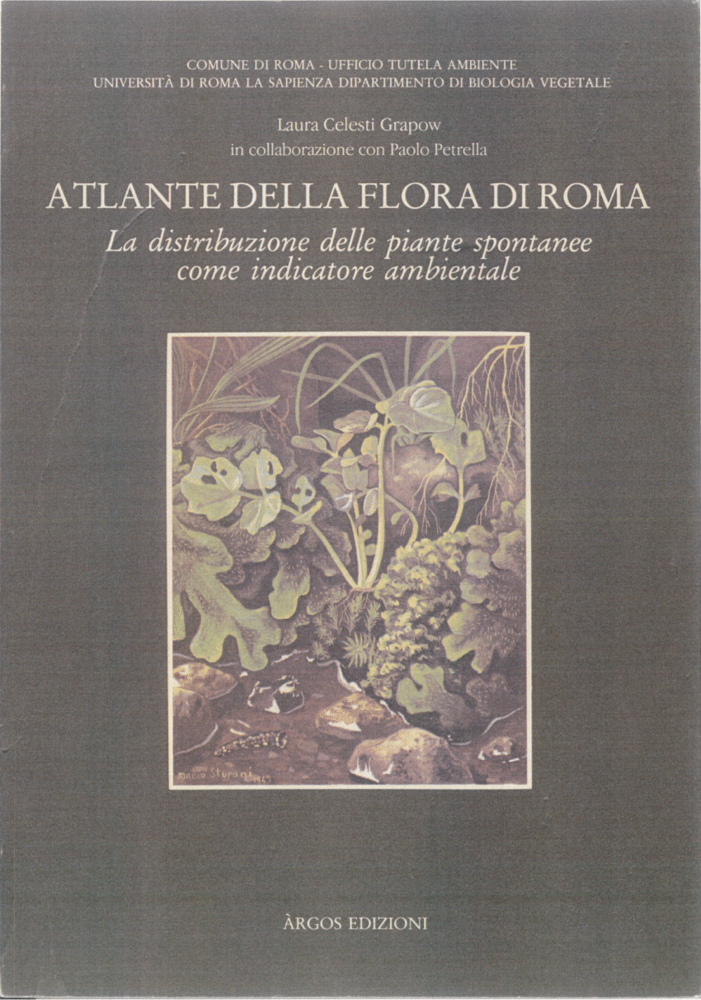 COMUNE DI ROMA - UFFICIO TUTELA AMBIENTE
UNIVERSITÀ DI ROMA LA SAPIENZA DIPARTIMENTO DI BIOLOGIA VEGETALE
Laura Celesti Grapow
in collaborazione con Paolo Petrella
ATLANTE DELLA FLORA DI ROMA
La distribuzione delle piante spontanee
come indicatore ambientale
Mario Sturani
1943
ÀRGOS EDIZIONI